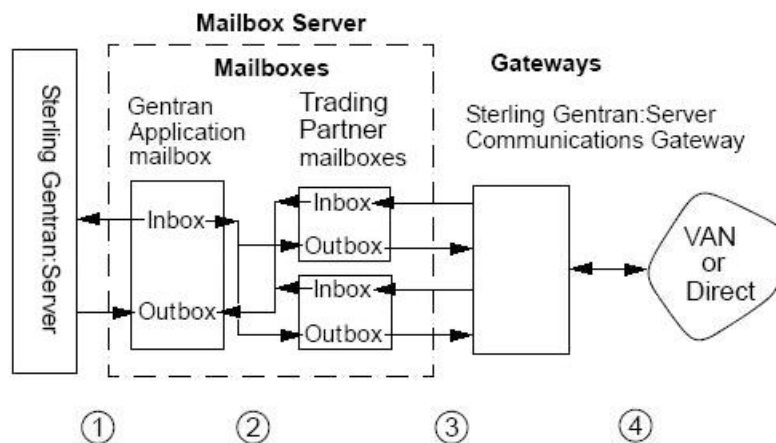 Mailbox Server
Mailboxes
Gateways
Sterling Gentran:Server
Gentran
Application
mailbox
Trading
Partner
mailboxes
Sterling Gentran:Server
Communications Gateway
Inbox
Outbox
Inbox
Outbox
Inbox
Outbox
VAN
or
Direct
1
2
3
4